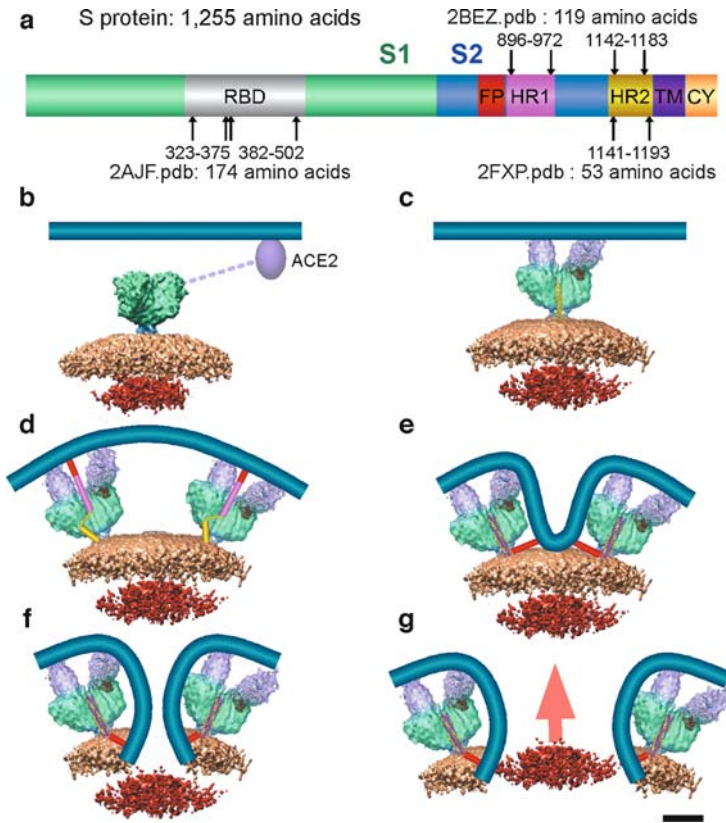 a
S protein: 1,255 amino acids
2BEZ.pdb : 119 amino acids
896-972
1142-1183
S1
S2
RBD
FP
HR1
HR2
TM
CY
323-375
382-502
1141-1193
2AJF.pdb: 174 amino acids
2FXP.pdb : 53 amino acids
b
ACE2
c
d
e
f
g